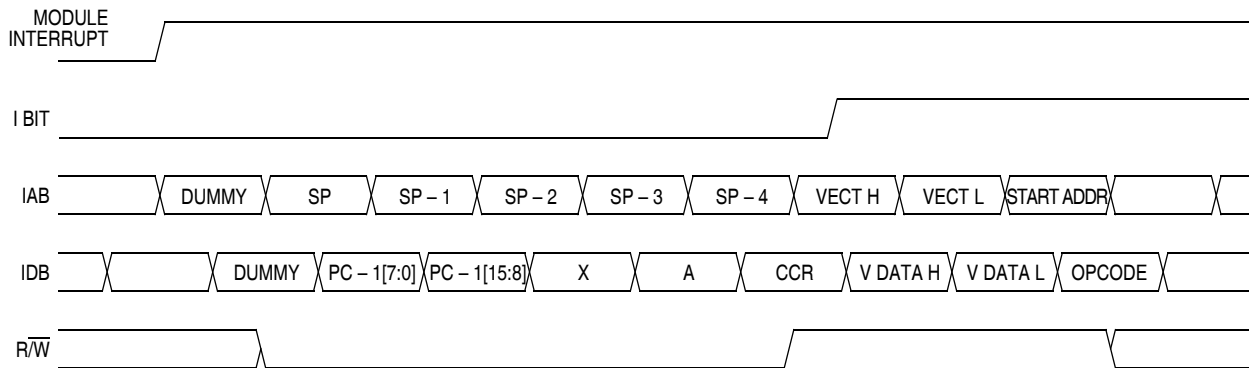 MODULE
INTERRUPT
I BIT
IAB DUMMY SP SP – 1 SP – 2 SP – 3 SP – 4 VECT H VECT L START ADDR
IDB DUMMY PC – 1[7:0] PC – 1[15:8] X A CCR V DATA H V DATA L OPCODE
R/W̅